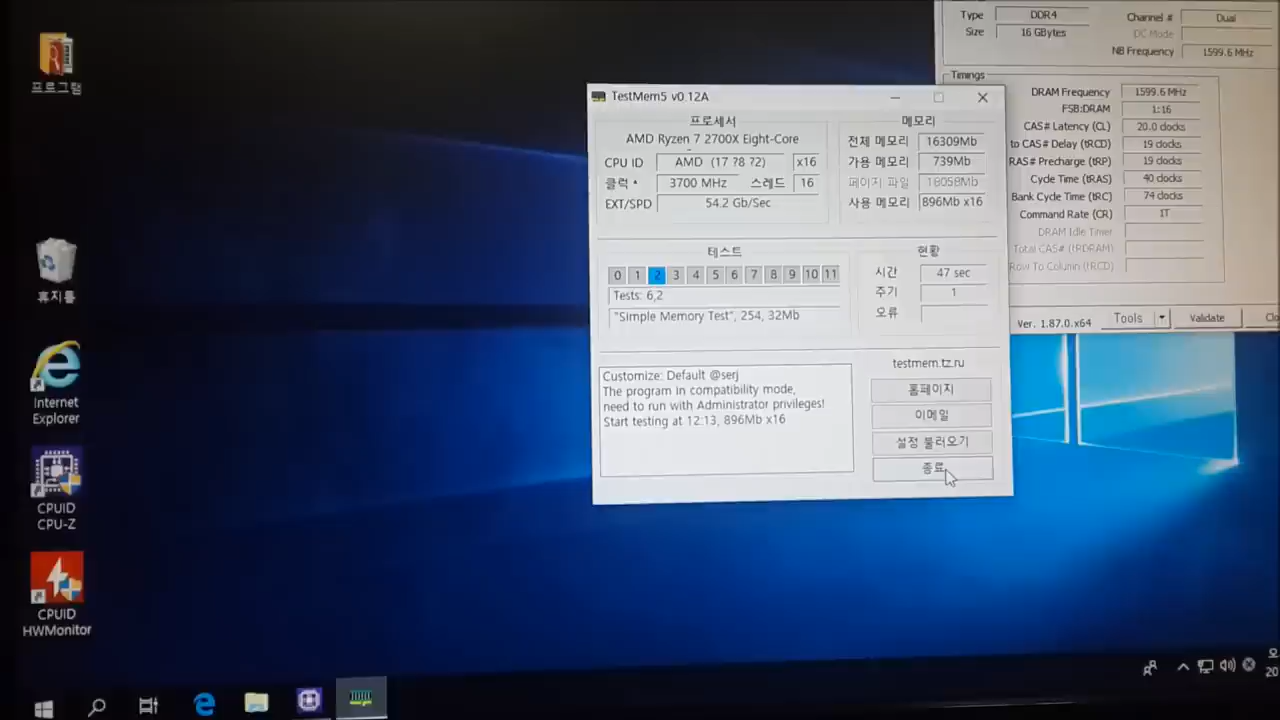 프로그램
휴지통
Internet
Explorer
CPUID
CPU-Z
CPUID
HWMonitor
TestMem5 v0.12A
프로세서
AMD Ryzen 7 2700X Eight-Core
CPU ID AMD (17 ?8 ?2) x16
클럭 * 3700 MHz 스레드 16
EXT/SPD 54.2 Gb/Sec
메모리
전체 메모리 16309Mb
가용 메모리 739Mb
페이지 파일 18058Mb
사용 메모리 896Mb x16
테스트
0 1 2 3 4 5 6 7 8 9 10 11
Tests: 6,2
"Simple Memory Test", 254, 32Mb
현황
시간 47 sec
주기 1
오류
Customize: Default @serj
The program in compatibility mode,
need to run with Administrator privileges!
Start testing at 12:13, 896Mb x16
testmem.tz.ru
홈페이지
이메일
설정 불러오기
종료
Type DDR4 Channel # Dual
Size 16 GBytes DC Mode
NB Frequency 1599.6 MHz
Timings
DRAM Frequency 1599.6 MHz
FSB:DRAM 1:16
CAS# Latency (CL) 20.0 clocks
to CAS# Delay (tRCD) 19 clocks
RAS# Precharge (tRP) 19 clocks
Cycle Time (tRAS) 40 clocks
Bank Cycle Time (tRC) 74 clocks
Command Rate (CR) 1T
DRAM Idle Timer
Total CAS# (tRDRAM)
Row To Column (tRCD)
Ver. 1.87.0.x64 Tools Validate Clo
오
20